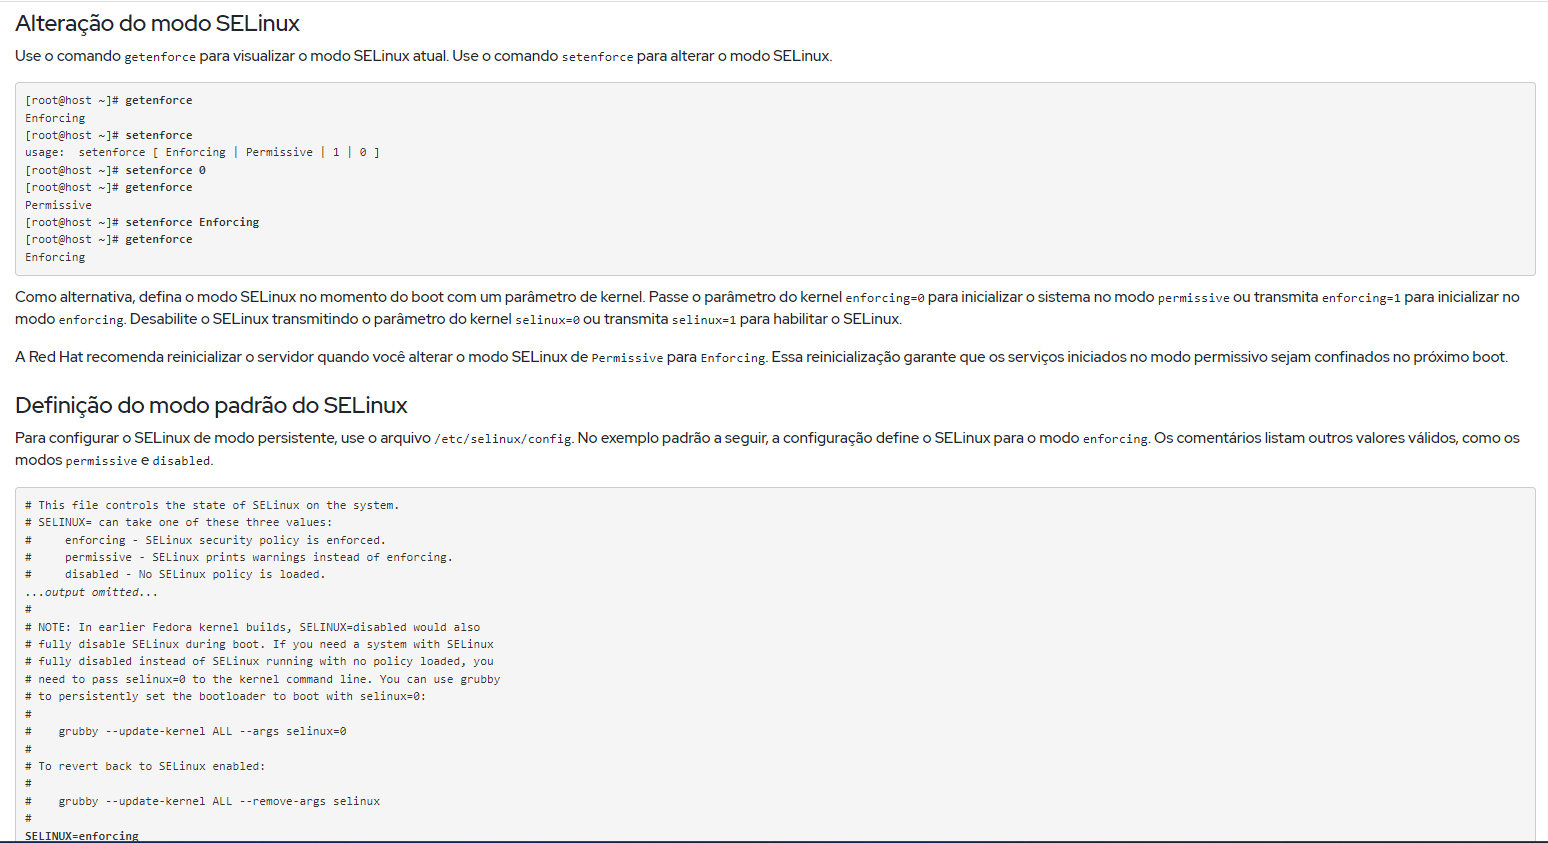 Alteração do modo SELinux
Use o comando getenforce para visualizar o modo SELinux atual. Use o comando setenforce para alterar o modo SELinux.
[root@host ~]# getenforce
Enforcing
[root@host ~]# setenforce
usage:  setenforce [ Enforcing | Permissive | 1 | 0 ]
[root@host ~]# setenforce 0
[root@host ~]# getenforce
Permissive
[root@host ~]# setenforce Enforcing
[root@host ~]# getenforce
Enforcing
Como alternativa, defina o modo SELinux no momento do boot com um parâmetro de kernel. Passe o parâmetro do kernel enforcing=0 para inicializar o sistema no modo permissive ou transmita enforcing=1 para inicializar no
modo enforcing. Desabilite o SELinux transmitindo o parâmetro do kernel selinux=0 ou transmita selinux=1 para habilitar o SELinux.
A Red Hat recomenda reinicializar o servidor quando você alterar o modo SELinux de Permissive para Enforcing. Essa reinicialização garante que os serviços iniciados no modo permissivo sejam confinados no próximo boot.
Definição do modo padrão do SELinux
Para configurar o SELinux de modo persistente, use o arquivo /etc/selinux/config. No exemplo padrão a seguir, a configuração define o SELinux para o modo enforcing. Os comentários listam outros valores válidos, como os
modos permissive e disabled.
# This file controls the state of SELinux on the system.
# SELINUX= can take one of these three values:
#     enforcing - SELinux security policy is enforced.
#     permissive - SELinux prints warnings instead of enforcing.
#     disabled - No SELinux policy is loaded.
...output omitted...
#
# NOTE: In earlier Fedora kernel builds, SELINUX=disabled would also
# fully disable SELinux during boot. If you need a system with SELinux
# fully disabled instead of SELinux running with no policy loaded, you
# need to pass selinux=0 to the kernel command line. You can use grubby
# to persistently set the bootloader to boot with selinux=0:
#
#    grubby --update-kernel ALL --args selinux=0
#
# To revert back to SELinux enabled:
#
#    grubby --update-kernel ALL --remove-args selinux
#
SELINUX=enforcing